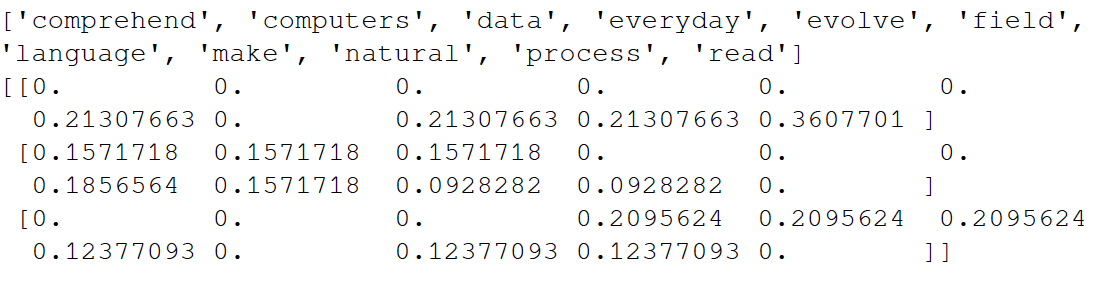 ['comprehend', 'computers', 'data', 'everyday', 'evolve', 'field',
'language', 'make', 'natural', 'process', 'read']
[[0. 0. 0. 0. 0. 0.
0.21307663 0. 0.21307663 0.21307663 0.3607701 ]
[0.1571718 0.1571718 0.1571718 0. 0. 0.
0.1856564 0.1571718 0.0928282 0.0928282 0. ]
[0. 0. 0. 0.2095624 0.2095624 0.2095624
0.12377093 0. 0.12377093 0.12377093 0. ]]